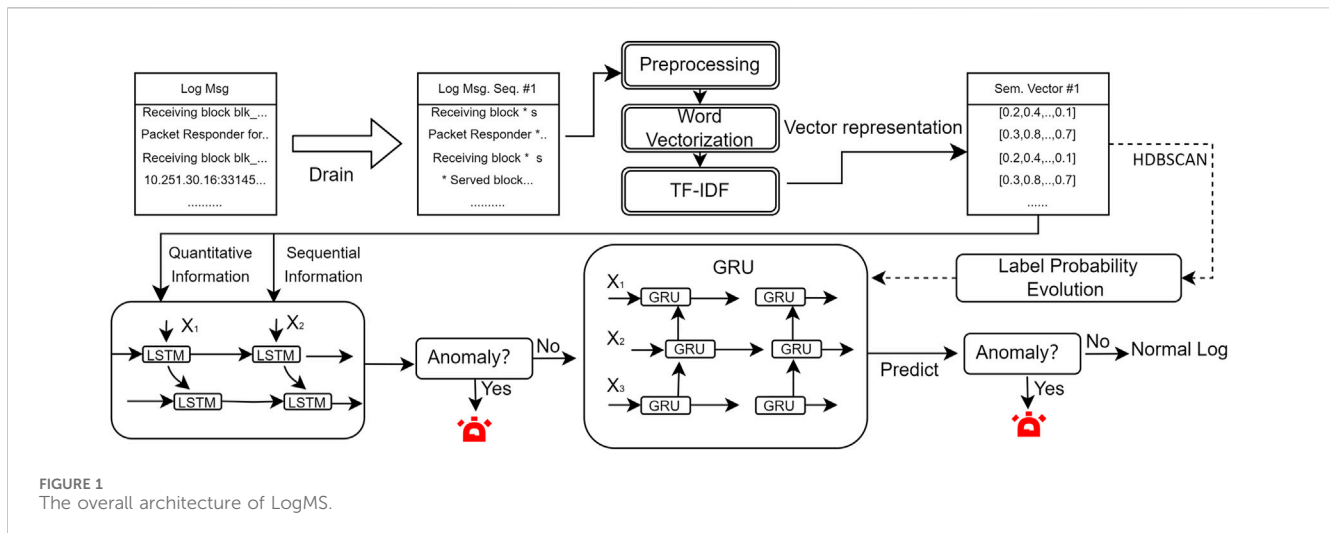 Log Msg
Receiving block blk_...
Packet Responder for..
Receiving block blk_...
10.251.30.16:33145...
..........
Drain
Log Msg. Seq. #1
Receiving block * s
Packet Responder *..
Receiving block * s
* Served block...
..........
Preprocessing
Word
Vectorization
TF-IDF
Vector representation
Sem. Vector #1
[0.2,0.4,..,0.1]
[0.3,0.8,..,0.7]
[0.2,0.4,..,0.1]
[0.3,0.8,..,0.7]
......
HDBSCAN
Label Probability
Evolution
Quantitative
Information
Sequential
Information
X1
X2
LSTM
LSTM
LSTM
LSTM
Anomaly?
No
Yes
GRU
X1
GRU
GRU
X2
GRU
GRU
X3
GRU
GRU
Predict
Anomaly?
No
Normal Log
Yes
FIGURE 1
The overall architecture of LogMS.